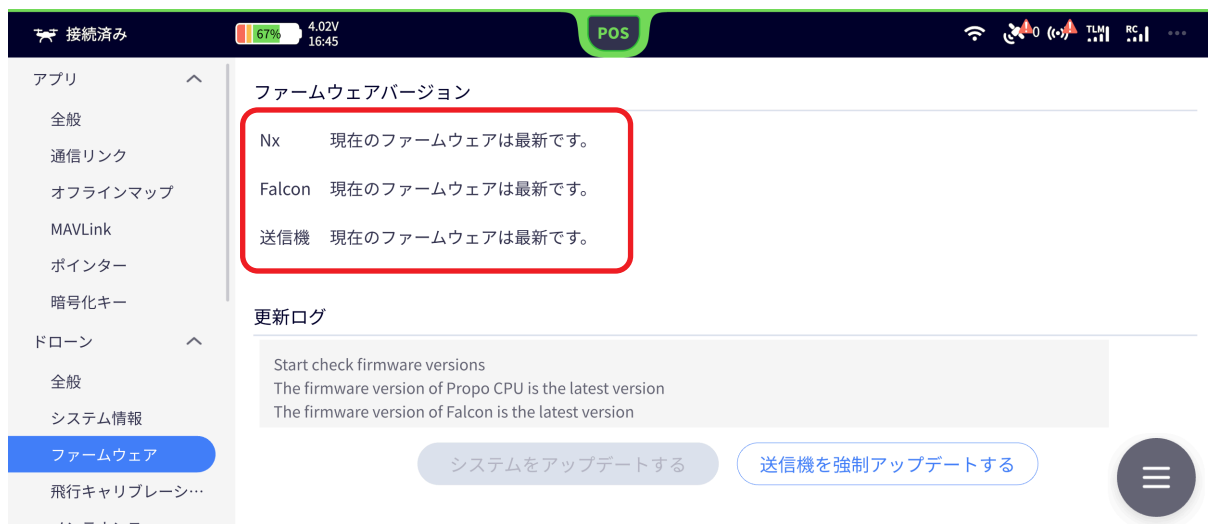 接続済み
67%
4.02V
16:45
POS
0
TLM
RC
アプリ
全般
通信リンク
オフラインマップ
MAVLink
ポインター
暗号化キー
ドローン
全般
システム情報
ファームウェア
飛行キャリブレーシ…
ファームウェアバージョン
Nx 現在のファームウェアは最新です。
Falcon 現在のファームウェアは最新です。
送信機 現在のファームウェアは最新です。
更新ログ
Start check firmware versions
The firmware version of Propo CPU is the latest version
The firmware version of Falcon is the latest version
システムをアップデートする
送信機を強制アップデートする